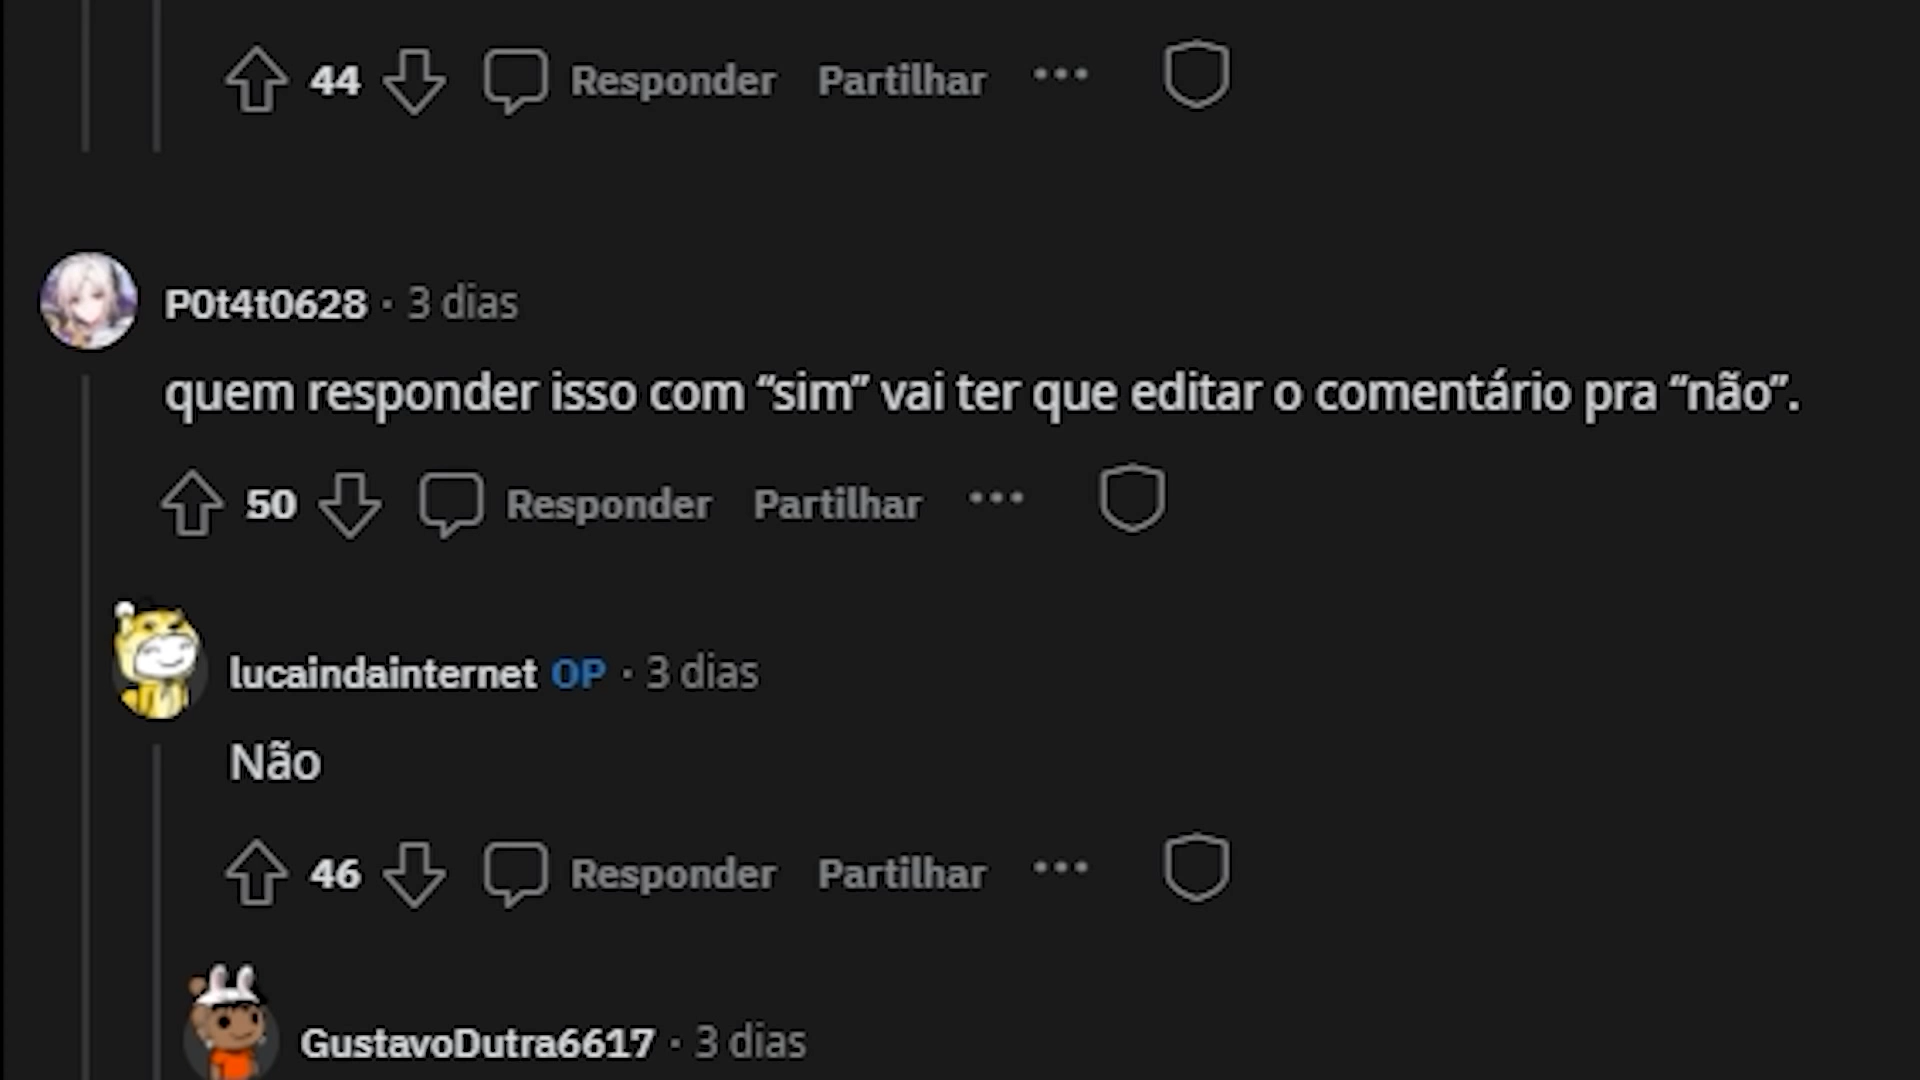 44 Responder Partilhar
P0t4t0628 · 3 dias
quem responder isso com “sim” vai ter que editar o comentário pra “não”.
50 Responder Partilhar
lucaindainternet OP · 3 dias
Não
46 Responder Partilhar
GustavoDutra6617 · 3 dias